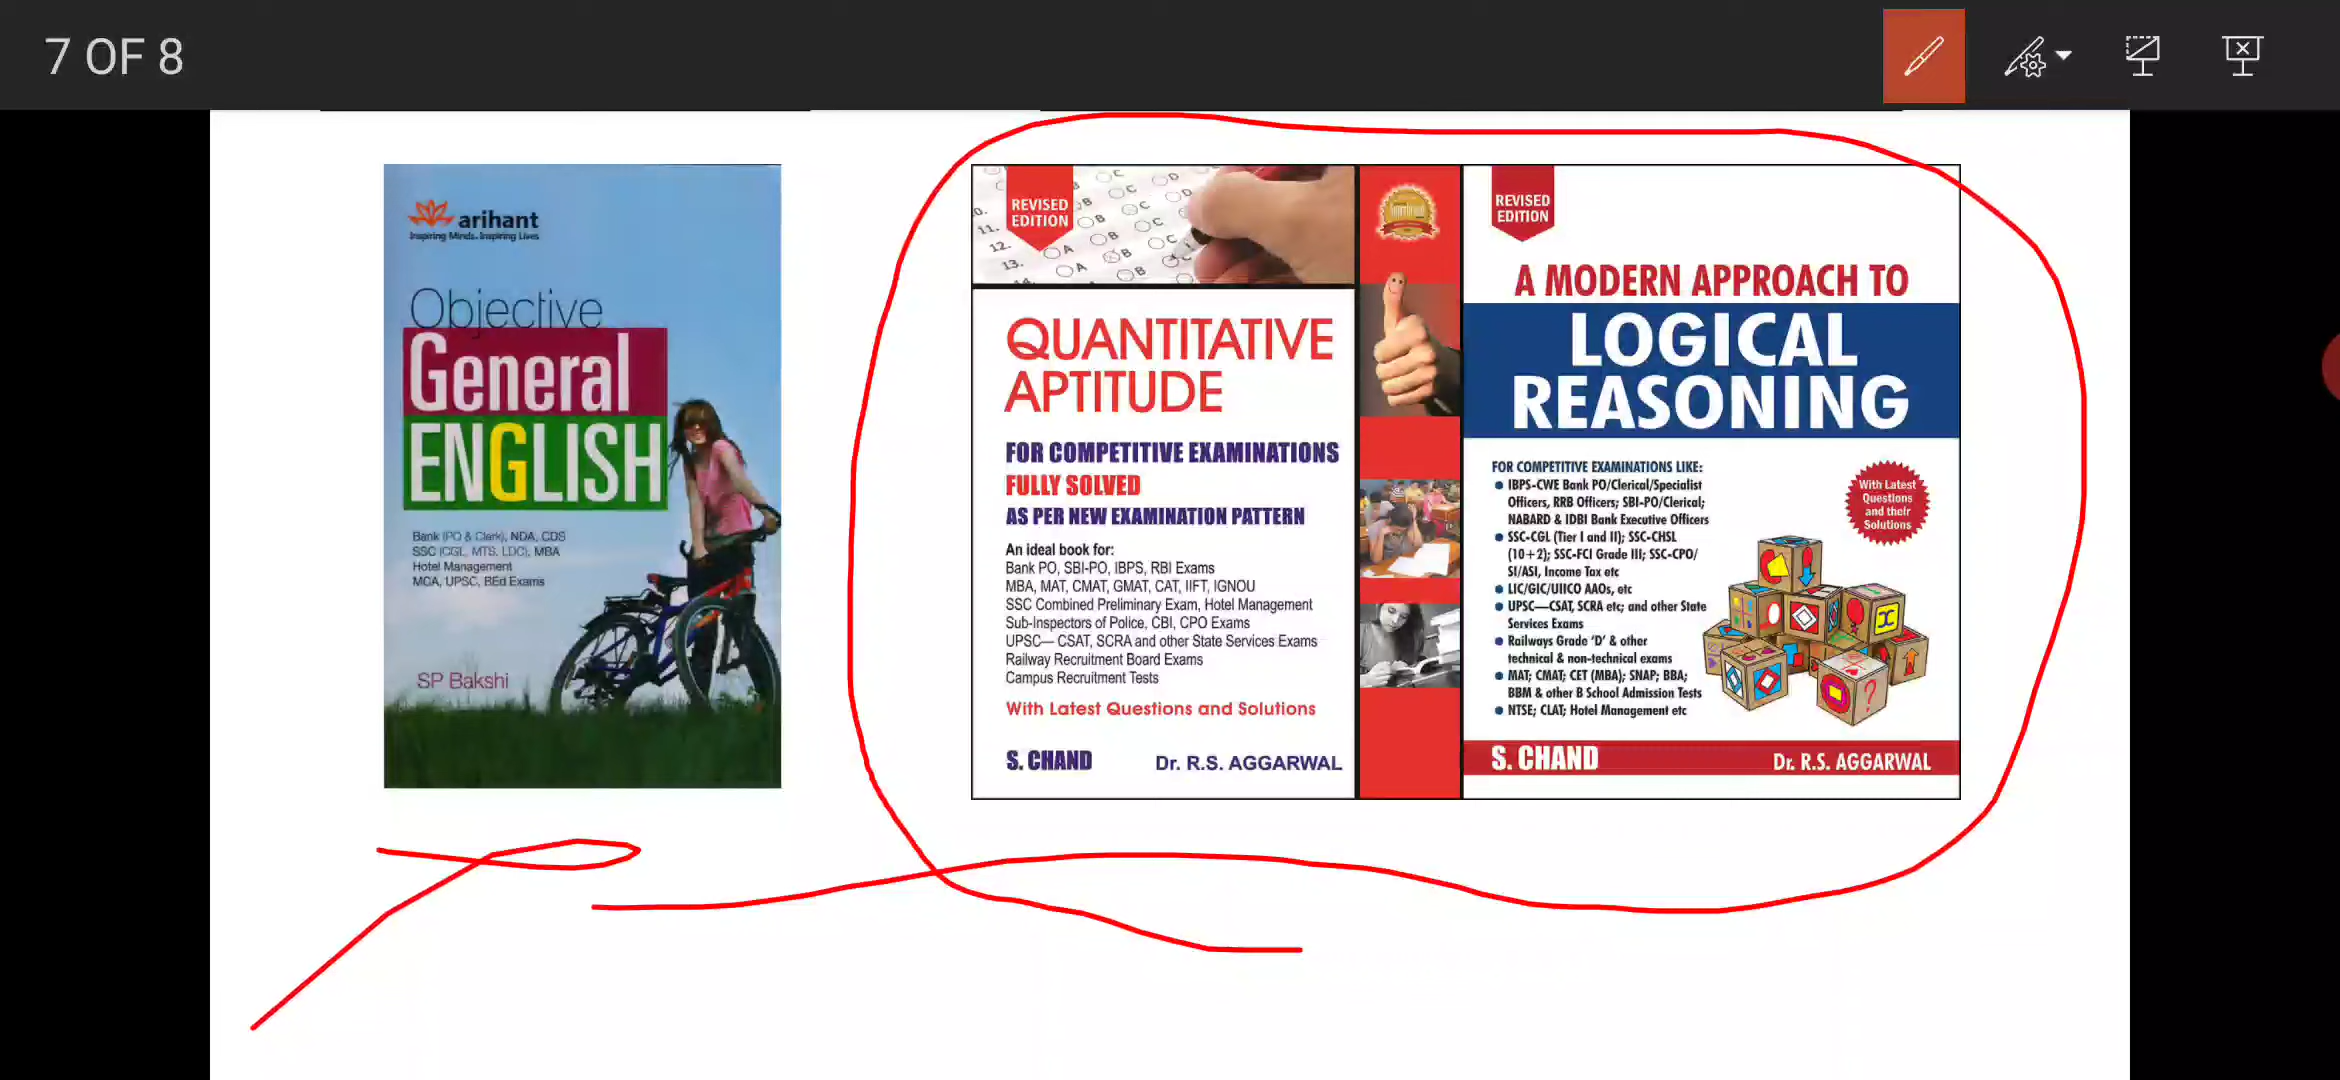 7 OF 8
arihant
Inspiring Minds. Inspiring Lives
Objective
General
ENGLISH
Bank (PO & Clerk), NDA, CDS
SSC (CGL, MTS, LDC), MBA
Hotel Management
MCA, UPSC, BEd Exams
SP Bakshi
REVISED
EDITION
QUANTITATIVE
APTITUDE
FOR COMPETITIVE EXAMINATIONS
FULLY SOLVED
AS PER NEW EXAMINATION PATTERN
An ideal book for:
Bank PO, SBI-PO, IBPS, RBI Exams
MBA, MAT, CMAT, GMAT, CAT, IIFT, IGNOU
SSC Combined Preliminary Exam, Hotel Management
Sub-Inspectors of Police, CBI, CPO Exams
UPSC— CSAT, SCRA and other State Services Exams
Railway Recruitment Board Exams
Campus Recruitment Tests
With Latest Questions and Solutions
S. CHAND
Dr. R.S. AGGARWAL
REVISED
EDITION
A MODERN APPROACH TO
LOGICAL
REASONING
FOR COMPETITIVE EXAMINATIONS LIKE:
IBPS-CWE Bank PO/Clerical/Specialist
Officers, RRB Officers; SBI-PO/Clerical;
NABARD & IDBI Bank Executive Officers
SSC-CGL (Tier I and II); SSC-CHSL
(10+2); SSC-FCI Grade III; SSC-CPO/
SI/ASI, Income Tax etc
LIC/GIC/UIICO AAOs, etc
UPSC—CSAT, SCRA etc; and other State
Services Exams
Railways Grade 'D' & other
technical & non-technical exams
MAT; CMAT; CET (MBA); SNAP; BBA;
BBM & other B School Admission Tests
NTSE; CLAT; Hotel Management etc
With Latest
Questions
and their
Solutions
S. CHAND
Dr. R.S. AGGARWAL